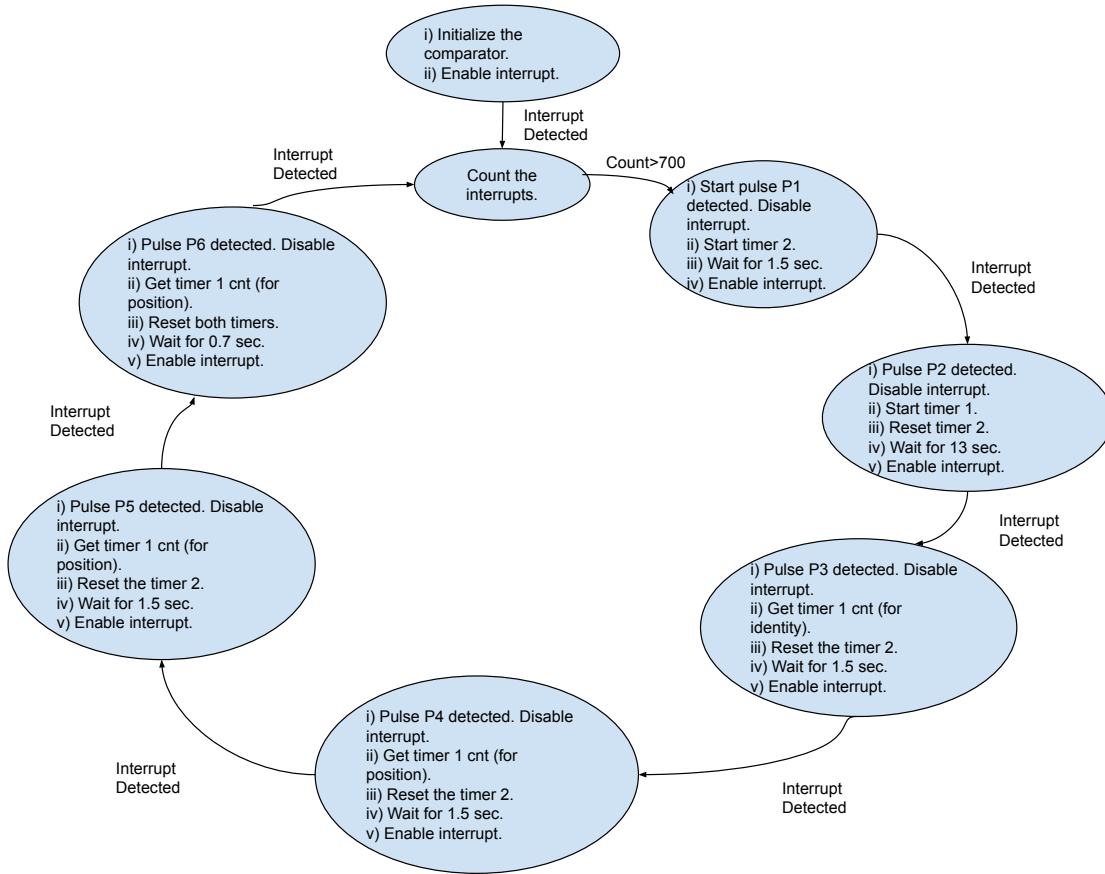 i) Initialize the
comparator.
ii) Enable interrupt.
Interrupt
Detected
Count the
interrupts.
Count>700
i) Start pulse P1
detected. Disable
interrupt.
ii) Start timer 2.
iii) Wait for 1.5 sec.
iv) Enable interrupt.
Interrupt
Detected
i) Pulse P2 detected.
Disable interrupt.
ii) Start timer 1.
iii) Reset timer 2.
iv) Wait for 13 sec.
v) Enable interrupt.
Interrupt
Detected
i) Pulse P3 detected. Disable
interrupt.
ii) Get timer 1 cnt (for
identity).
iii) Reset the timer 2.
iv) Wait for 1.5 sec.
v) Enable interrupt.
Interrupt
Detected
i) Pulse P4 detected. Disable
interrupt.
ii) Get timer 1 cnt (for
position).
iii) Reset the timer 2.
iv) Wait for 1.5 sec.
v) Enable interrupt.
Interrupt
Detected
i) Pulse P5 detected. Disable
interrupt.
ii) Get timer 1 cnt (for
position).
iii) Reset the timer 2.
iv) Wait for 1.5 sec.
v) Enable interrupt.
Interrupt
Detected
i) Pulse P6 detected. Disable
interrupt.
ii) Get timer 1 cnt (for
position).
iii) Reset both timers.
iv) Wait for 0.7 sec.
v) Enable interrupt.
Interrupt
Detected